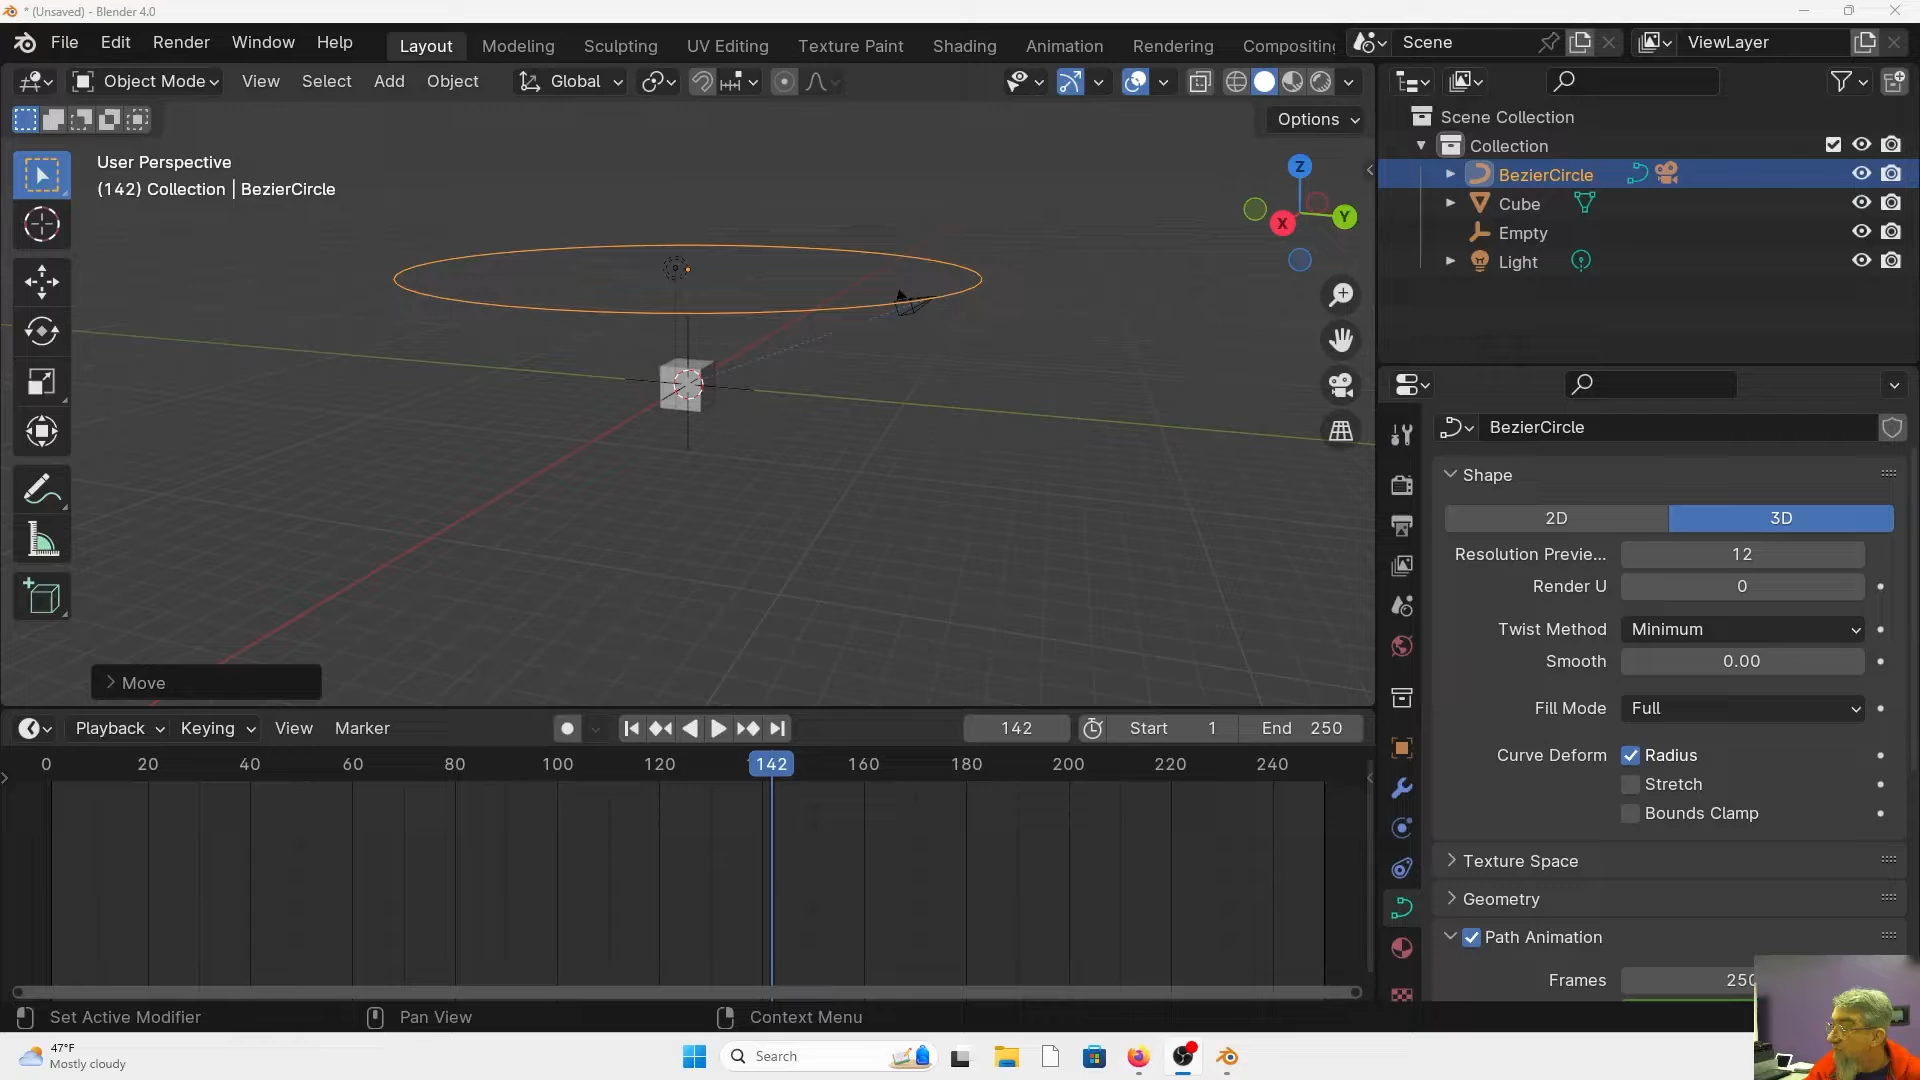 * (Unsaved) - Blender 4.0
File Edit Render Window Help
Layout Modeling Sculpting UV Editing Texture Paint Shading Animation Rendering Compositing
Scene
ViewLayer
Object Mode View Select Add Object
Global
Options
User Perspective
(142) Collection | BezierCircle
Z
X
Y
Move
Scene Collection
Collection
BezierCircle
Cube
Empty
Light
BezierCircle
Shape
2D 3D
Resolution Previe... 12
Render U 0
Twist Method Minimum
Smooth 0.00
Fill Mode Full
Curve Deform Radius
Stretch
Bounds Clamp
Texture Space
Geometry
Path Animation
Frames 250
Playback Keying View Marker
142 Start 1 End 250
0 20 40 60 80 100 120 142 160 180 200 220 240
Set Active Modifier Pan View Context Menu
47°F
Mostly cloudy
Search